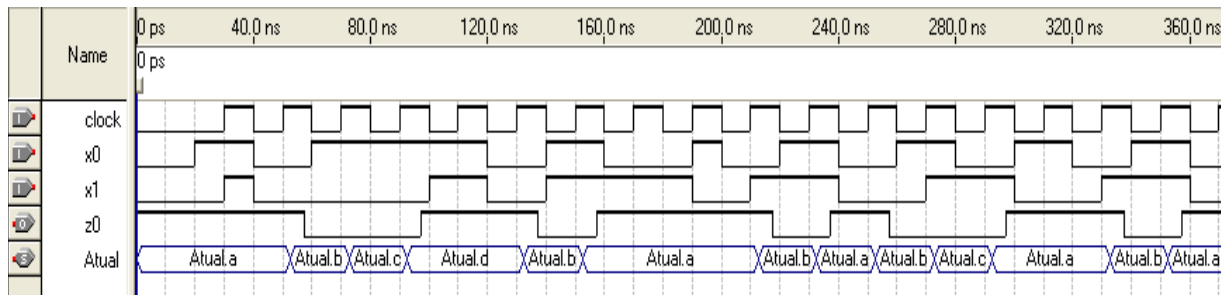 Name
0 ps 40.0 ns 80.0 ns 120.0 ns 160.0 ns 200.0 ns 240.0 ns 280.0 ns 320.0 ns 360.0 ns
0 ps
clock
x0
x1
z0
Atual Atual.a Atual.b Atual.c Atual.d Atual.b Atual.a Atual.b Atual.a Atual.b Atual.c Atual.a Atual.b Atual.a